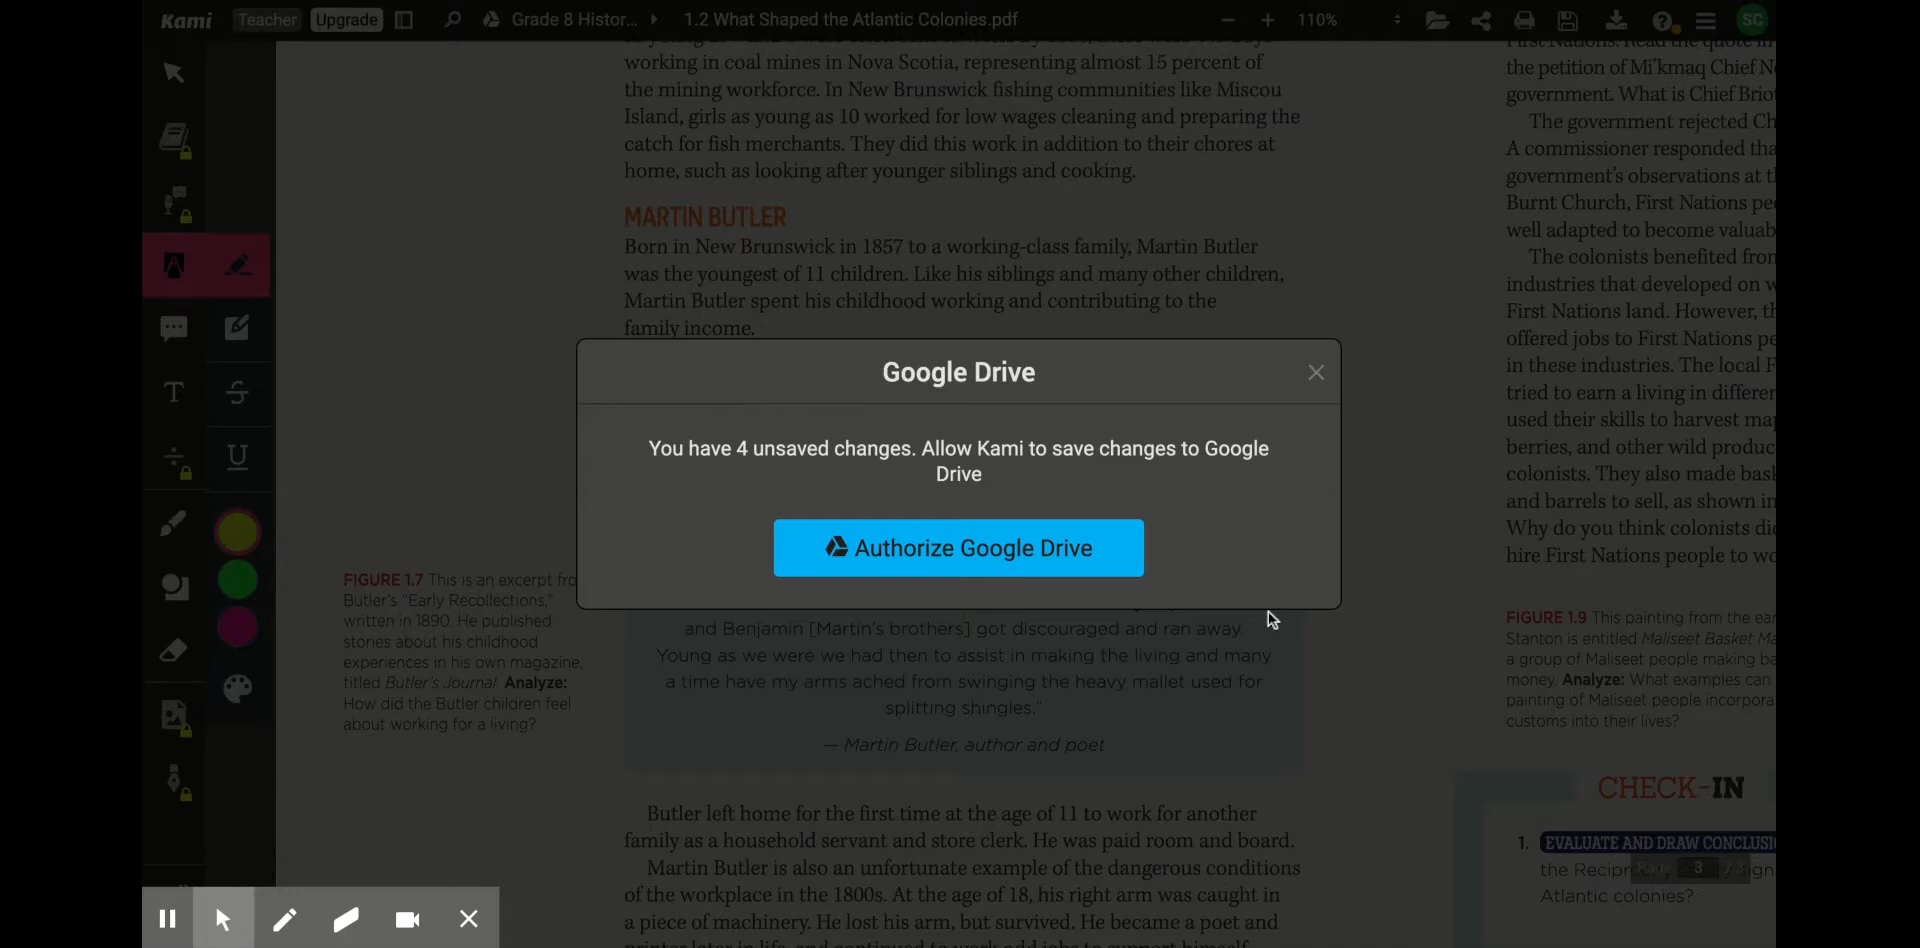 Kami Teacher Upgrade Grade 8 Histor... 1.2 What Shaped the Atlantic Colonies.pdf 110% SC
working in coal mines in Nova Scotia, representing almost 15 percent of
the mining workforce. In New Brunswick fishing communities like Miscou
Island, girls as young as 10 worked for low wages cleaning and preparing the
catch for fish merchants. They did this work in addition to their chores at
home, such as looking after younger siblings and cooking.
MARTIN BUTLER
Born in New Brunswick in 1857 to a working-class family, Martin Butler
was the youngest of 11 children. Like his siblings and many other children,
Martin Butler spent his childhood working and contributing to the
family income.
Google Drive
You have 4 unsaved changes. Allow Kami to save changes to Google
Drive
Authorize Google Drive
FIGURE 1.7 This is an excerpt fro
Butler's "Early Recollections,"
written in 1890. He published
stories about his childhood
experiences in his own magazine,
titled Butler's Journal. Analyze:
How did the Butler children feel
about working for a living?
and Benjamin [Martin's brothers] got discouraged and ran away.
Young as we were we had then to assist in making the living and many
a time have my arms ached from swinging the heavy mallet used for
splitting shingles."
— Martin Butler, author and poet
Butler left home for the first time at the age of 11 to work for another
family as a household servant and store clerk. He was paid room and board.
Martin Butler is also an unfortunate example of the dangerous conditions
of the workplace in the 1800s. At the age of 18, his right arm was caught in
a piece of machinery. He lost his arm, but survived. He became a poet and
First Nations. Read the quote in
the petition of Mi'kmaq Chief N
government. What is Chief Briot
The government rejected Ch
A commissioner responded tha
government's observations at t
Burnt Church, First Nations pe
well adapted to become valuab
The colonists benefited fron
industries that developed on w
First Nations land. However, th
offered jobs to First Nations pe
in these industries. The local F
tried to earn a living in differen
used their skills to harvest ma
berries, and other wild produc
colonists. They also made bask
and barrels to sell, as shown in
Why do you think colonists di
hire First Nations people to wo
FIGURE 1.9 This painting from the ear
Stanton is entitled Maliseet Basket Ma
a group of Maliseet people making ba
money. Analyze: What examples can
painting of Maliseet people incorpora
customs into their lives?
CHECK-IN
1. EVALUATE AND DRAW CONCLUSI
the Recipr
Page 3 / 3
ign
Atlantic colonies?